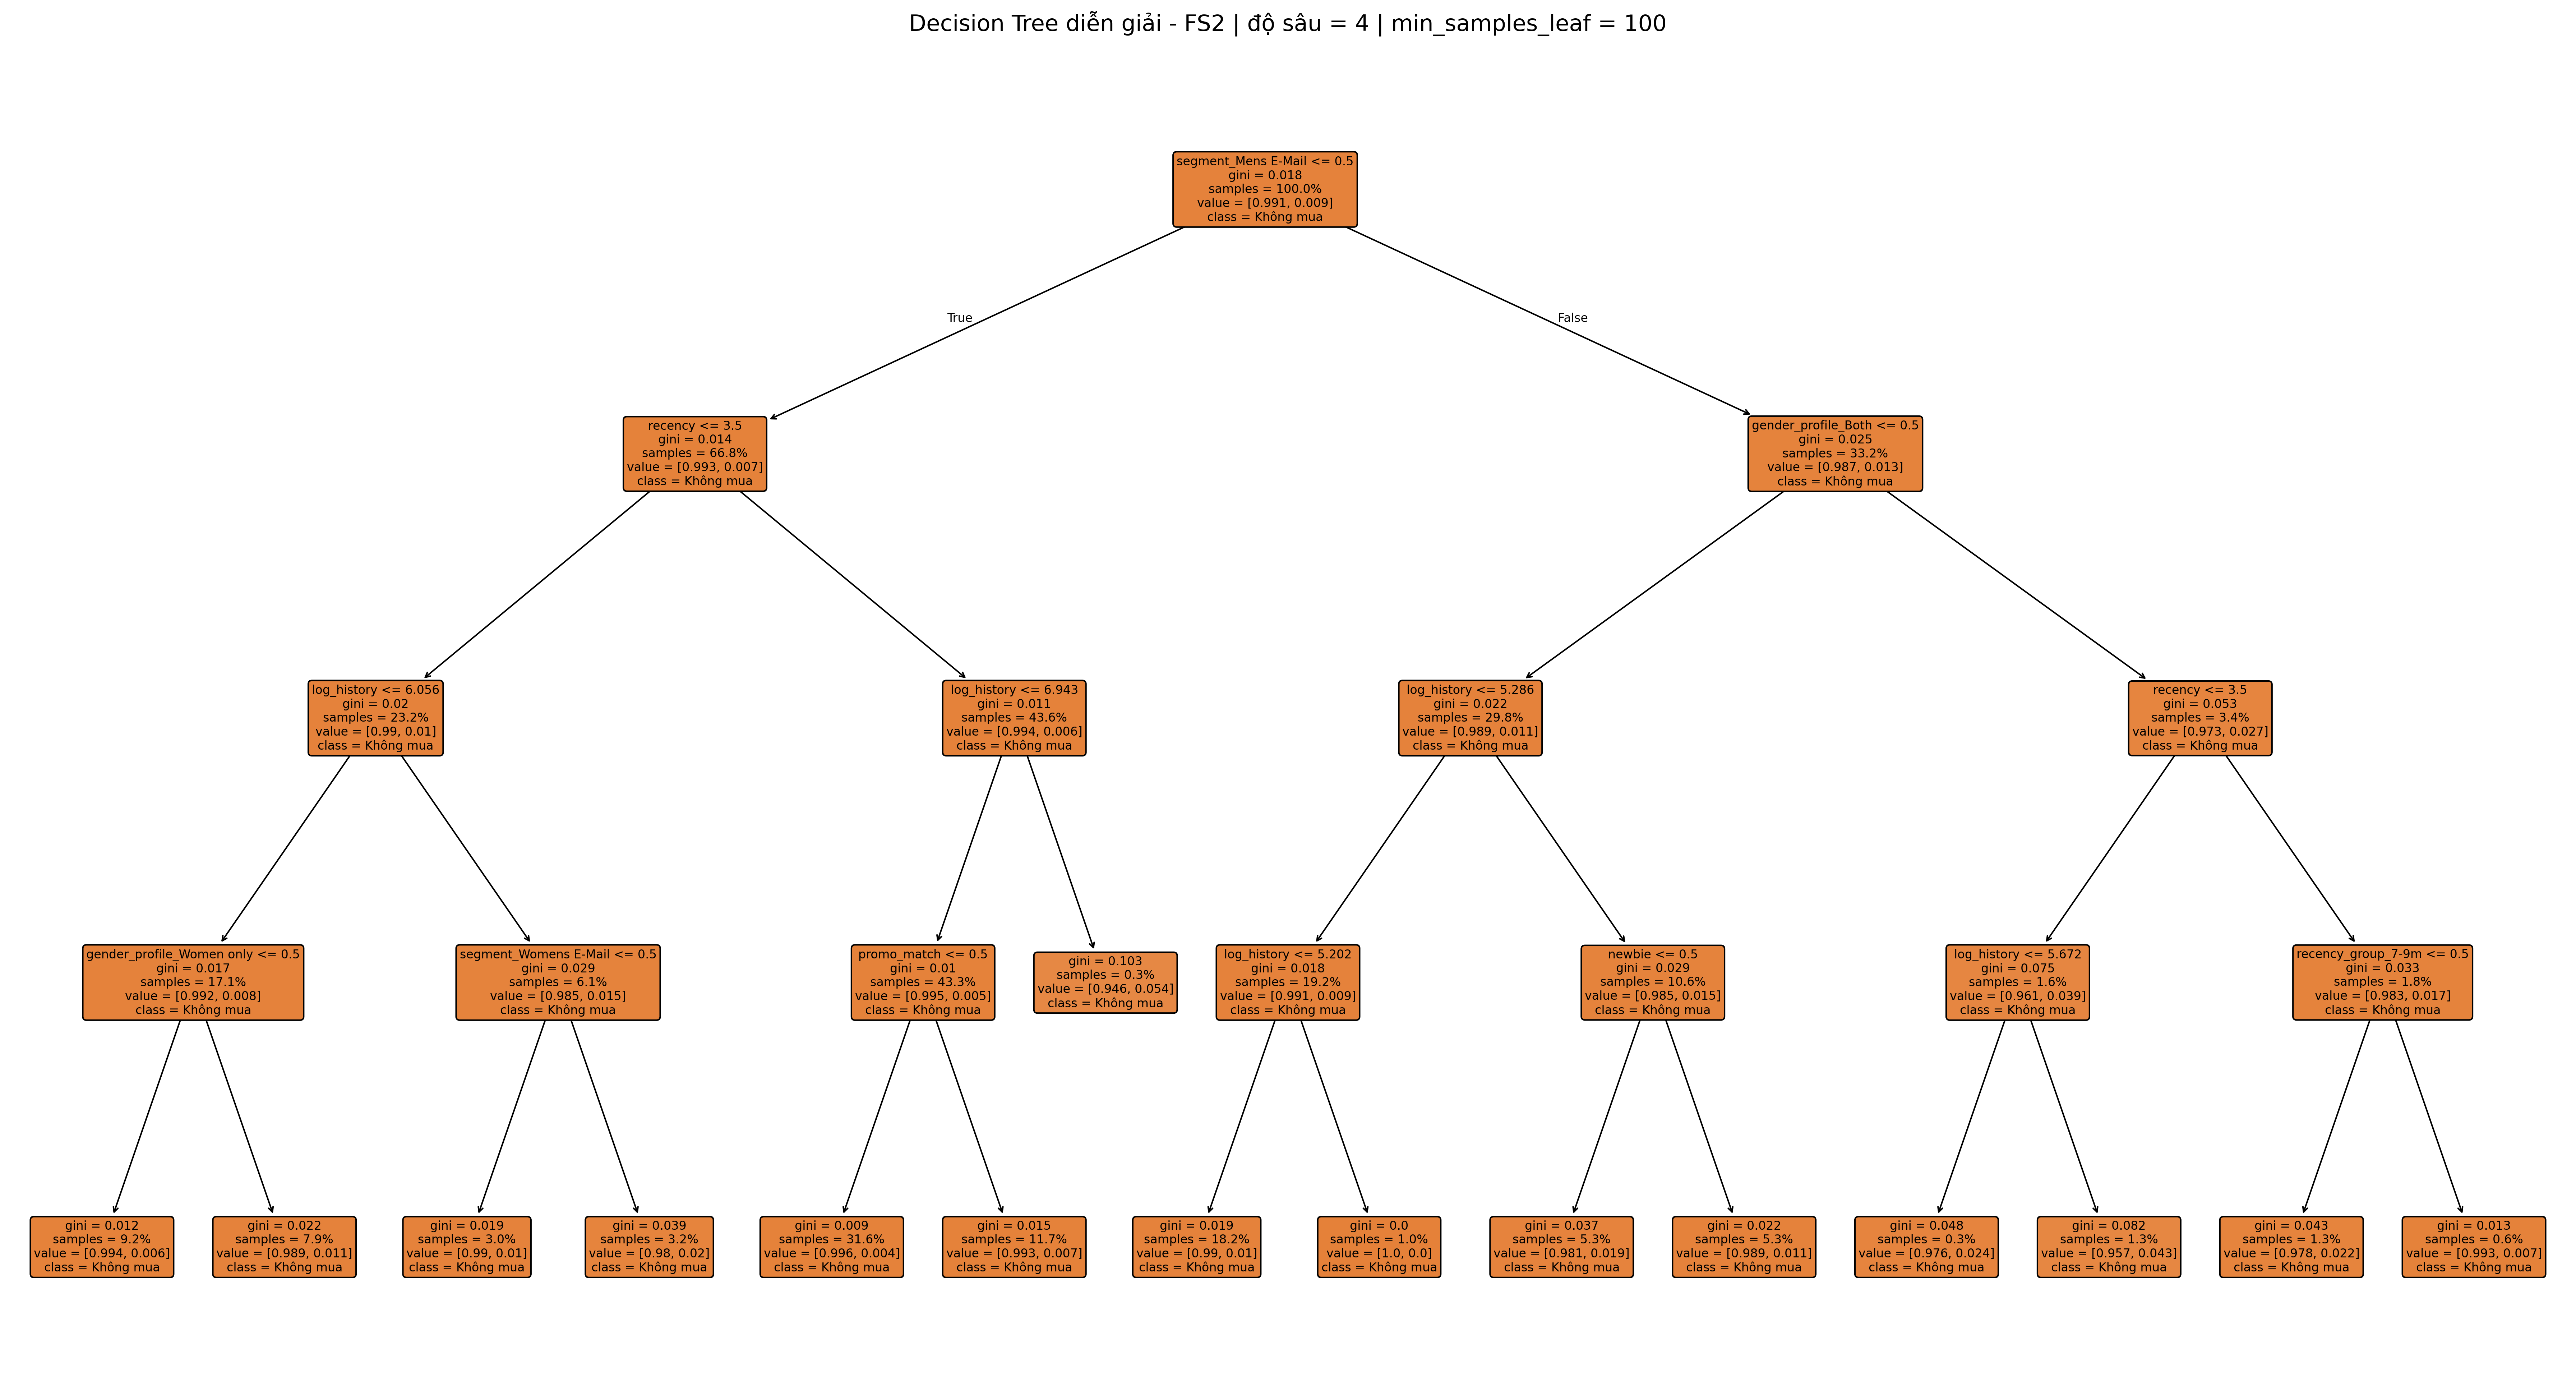 Decision Tree diễn giải - FS2 | độ sâu = 4 | min_samples_leaf = 100
segment_Mens E-Mail <= 0.5
gini = 0.018
samples = 100.0%
value = [0.991, 0.009]
class = Không mua
True
False
recency <= 3.5
gini = 0.014
samples = 66.8%
value = [0.993, 0.007]
class = Không mua
gender_profile_Both <= 0.5
gini = 0.025
samples = 33.2%
value = [0.987, 0.013]
class = Không mua
log_history <= 6.056
gini = 0.02
samples = 23.2%
value = [0.99, 0.01]
class = Không mua
log_history <= 6.943
gini = 0.011
samples = 43.6%
value = [0.994, 0.006]
class = Không mua
log_history <= 5.286
gini = 0.022
samples = 29.8%
value = [0.989, 0.011]
class = Không mua
recency <= 3.5
gini = 0.053
samples = 3.4%
value = [0.973, 0.027]
class = Không mua
gender_profile_Women only <= 0.5
gini = 0.017
samples = 17.1%
value = [0.992, 0.008]
class = Không mua
segment_Womens E-Mail <= 0.5
gini = 0.029
samples = 6.1%
value = [0.985, 0.015]
class = Không mua
promo_match <= 0.5
gini = 0.01
samples = 43.3%
value = [0.995, 0.005]
class = Không mua
gini = 0.103
samples = 0.3%
value = [0.946, 0.054]
class = Không mua
log_history <= 5.202
gini = 0.018
samples = 19.2%
value = [0.991, 0.009]
class = Không mua
newbie <= 0.5
gini = 0.029
samples = 10.6%
value = [0.985, 0.015]
class = Không mua
log_history <= 5.672
gini = 0.075
samples = 1.6%
value = [0.961, 0.039]
class = Không mua
recency_group_7-9m <= 0.5
gini = 0.033
samples = 1.8%
value = [0.983, 0.017]
class = Không mua
gini = 0.012
samples = 9.2%
value = [0.994, 0.006]
class = Không mua
gini = 0.022
samples = 7.9%
value = [0.989, 0.011]
class = Không mua
gini = 0.019
samples = 3.0%
value = [0.99, 0.01]
class = Không mua
gini = 0.039
samples = 3.2%
value = [0.98, 0.02]
class = Không mua
gini = 0.009
samples = 31.6%
value = [0.996, 0.004]
class = Không mua
gini = 0.015
samples = 11.7%
value = [0.993, 0.007]
class = Không mua
gini = 0.019
samples = 18.2%
value = [0.99, 0.01]
class = Không mua
gini = 0.0
samples = 1.0%
value = [1.0, 0.0]
class = Không mua
gini = 0.037
samples = 5.3%
value = [0.981, 0.019]
class = Không mua
gini = 0.022
samples = 5.3%
value = [0.989, 0.011]
class = Không mua
gini = 0.048
samples = 0.3%
value = [0.976, 0.024]
class = Không mua
gini = 0.082
samples = 1.3%
value = [0.957, 0.043]
class = Không mua
gini = 0.043
samples = 1.3%
value = [0.978, 0.022]
class = Không mua
gini = 0.013
samples = 0.6%
value = [0.993, 0.007]
class = Không mua